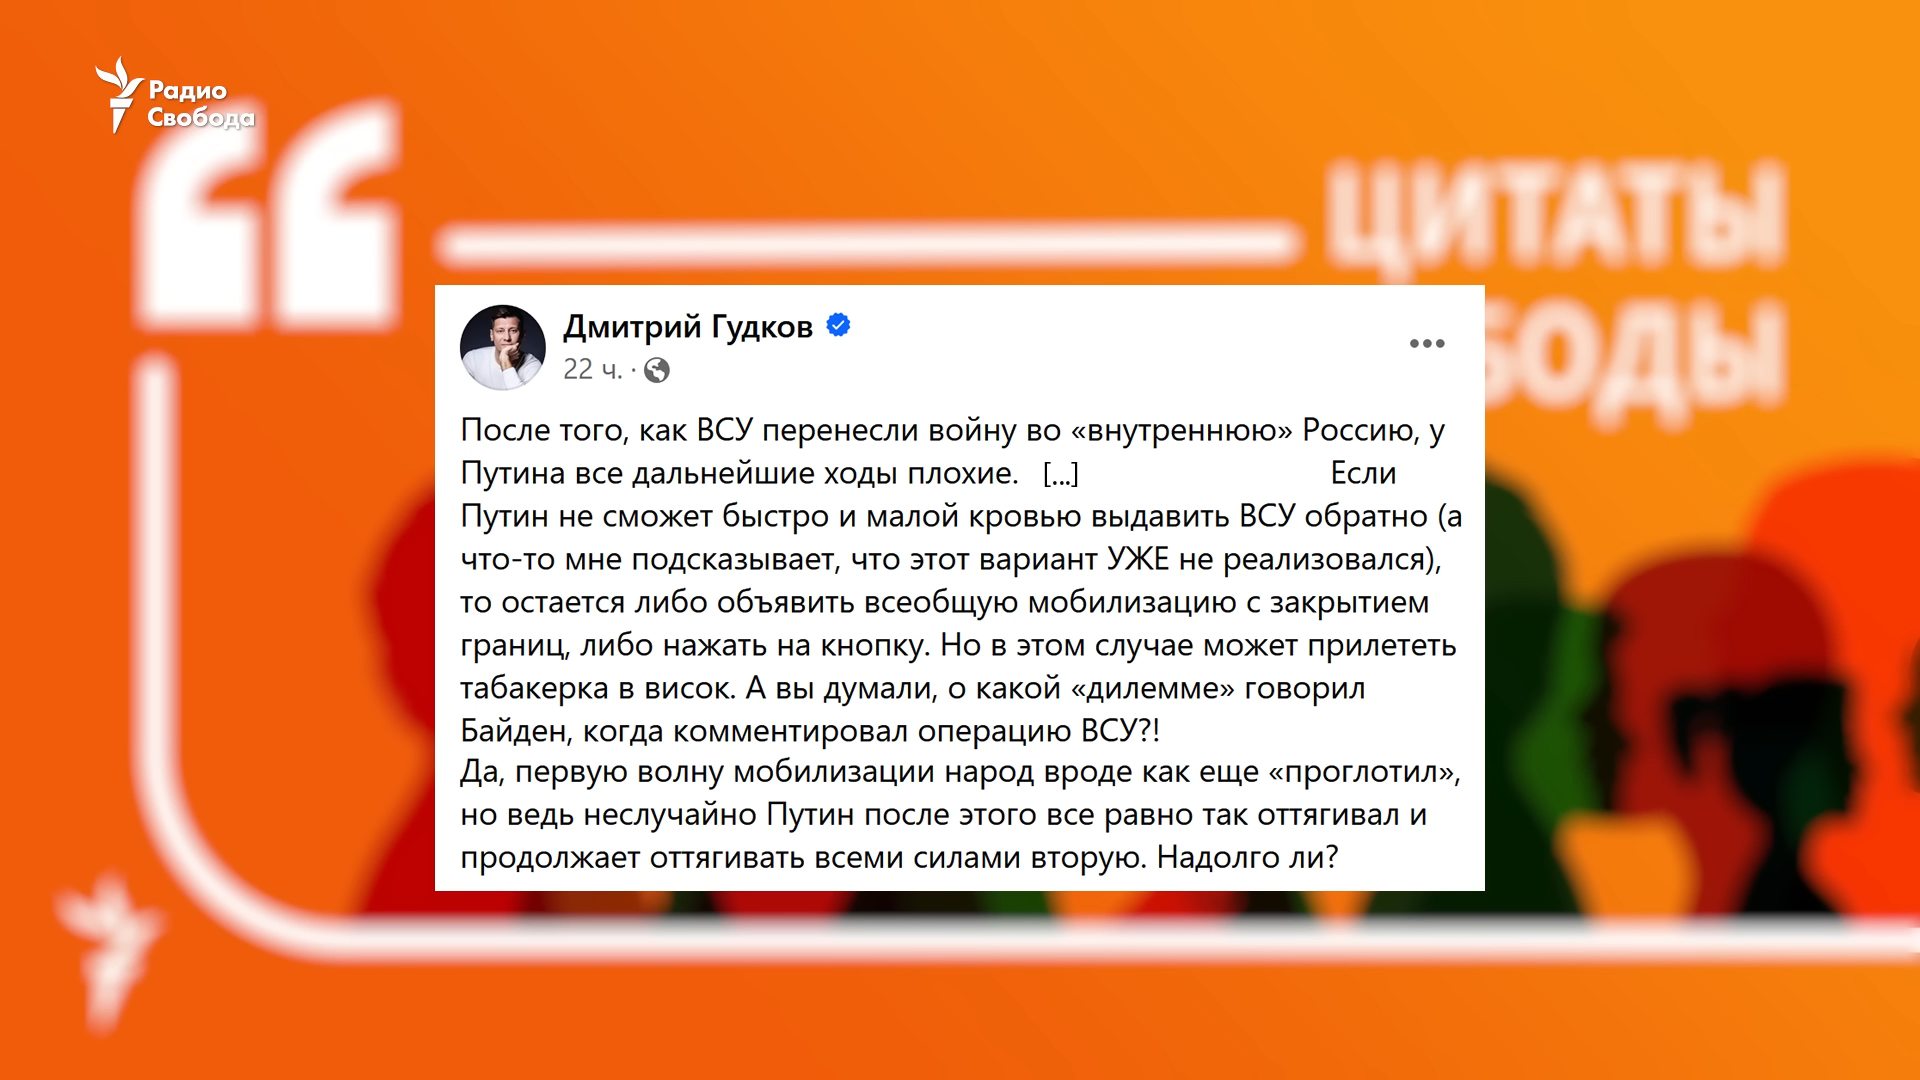 Радио
Свобода
ЦИТАТЫ
БОДЫ
Дмитрий Гудков
22 ч. ·
После того, как ВСУ перенесли войну во «внутреннюю» Россию, у
Путина все дальнейшие ходы плохие. [...] Если
Путин не сможет быстро и малой кровью выдавить ВСУ обратно (а
что-то мне подсказывает, что этот вариант УЖЕ не реализовался),
то остается либо объявить всеобщую мобилизацию с закрытием
границ, либо нажать на кнопку. Но в этом случае может прилететь
табакерка в висок. А вы думали, о какой «дилемме» говорил
Байден, когда комментировал операцию ВСУ?!
Да, первую волну мобилизации народ вроде как еще «проглотил»,
но ведь неслучайно Путин после этого все равно так оттягивал и
продолжает оттягивать всеми силами вторую. Надолго ли?